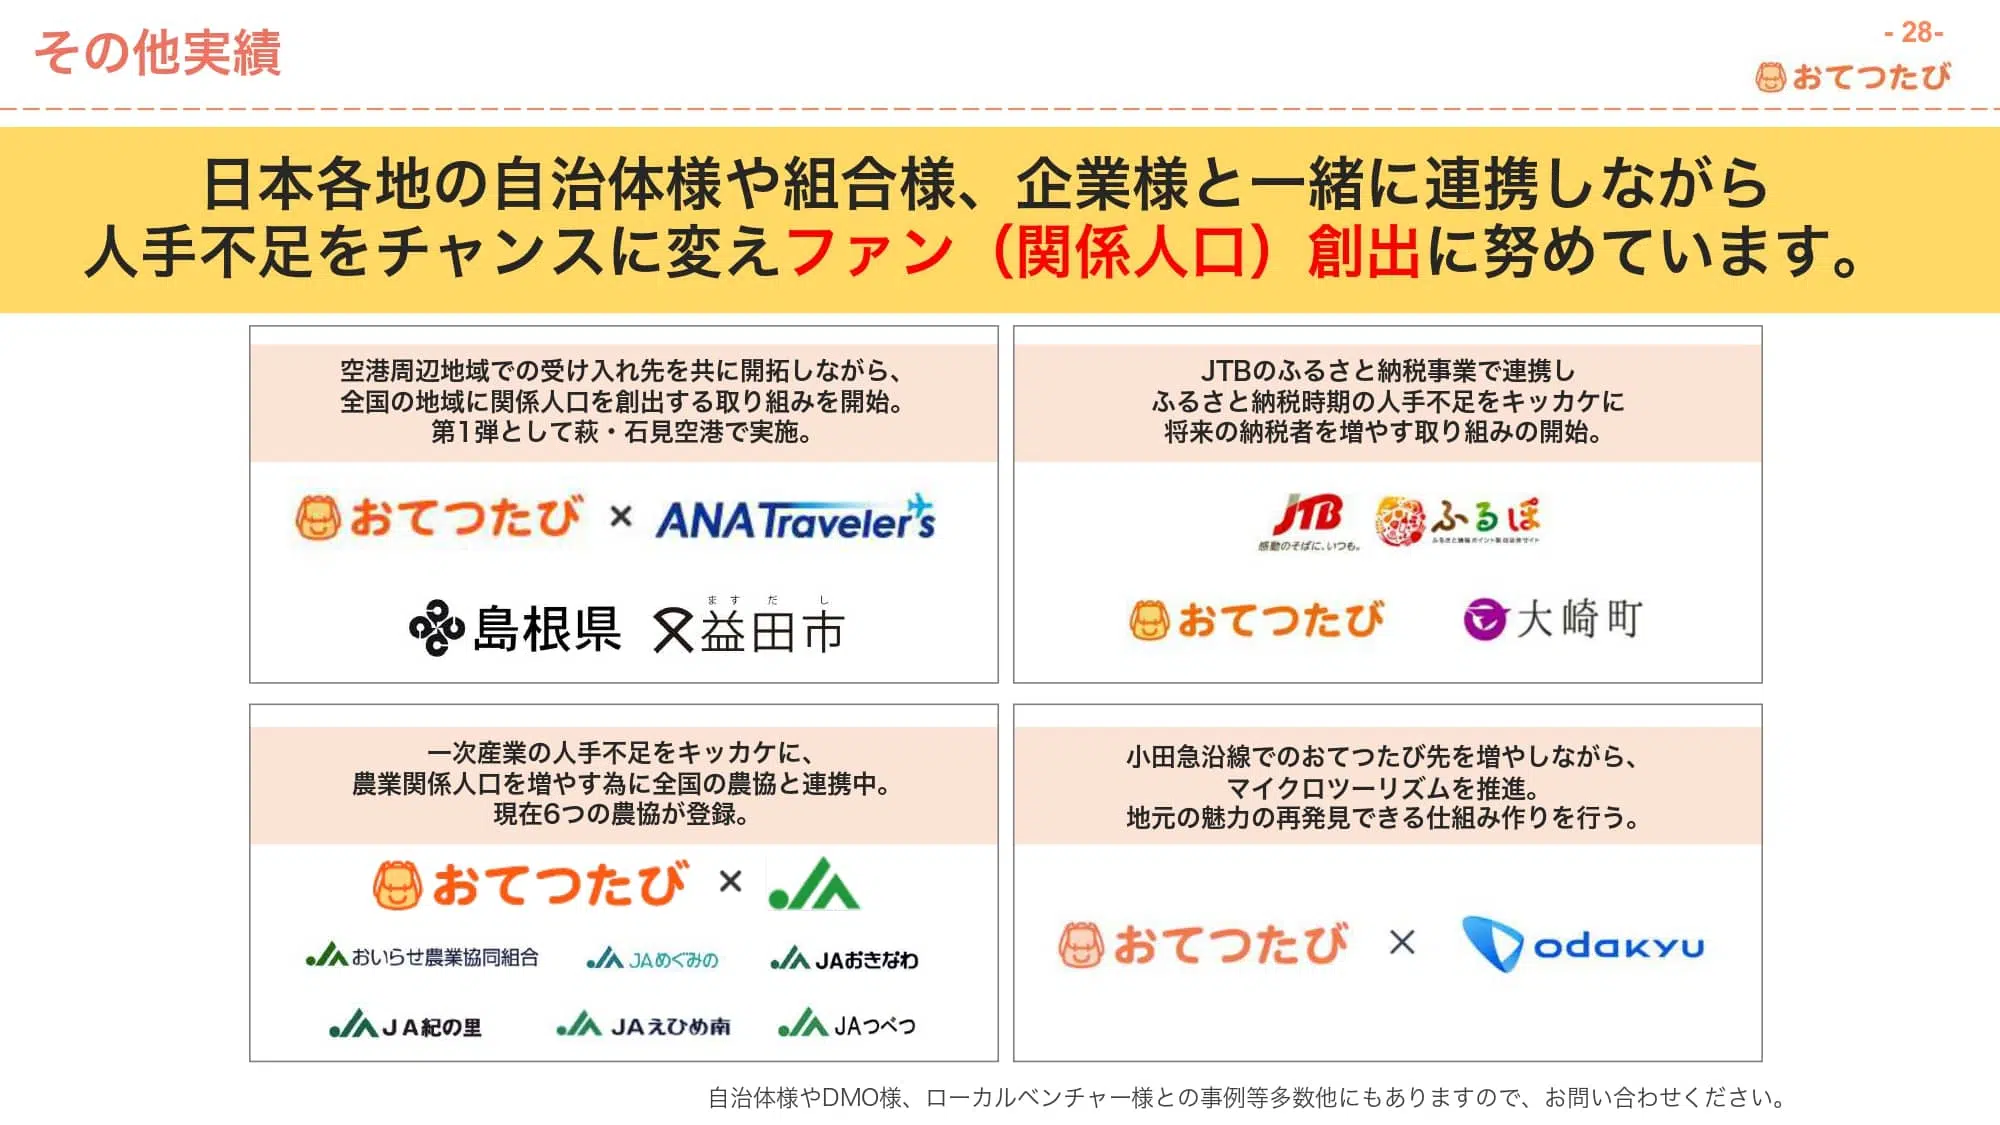 その他実績
- 28-
おてつたび
日本各地の自治体様や組合様、企業様と一緒に連携しながら
人手不足をチャンスに変えファン（関係人口）創出に努めています。
空港周辺地域での受け入れ先を共に開拓しながら、
全国の地域に関係人口を創出する取り組みを開始。
第1弾として萩・石見空港で実施。
おてつたび × ANA Traveler's
島根県 ますだし 益田市
JTBのふるさと納税事業で連携し
ふるさと納税時期の人手不足をキッカケに
将来の納税者を増やす取り組みの開始。
JTB ふるぽ
感動のそばに、いつも。
おてつたび 大崎町
一次産業の人手不足をキッカケに、
農業関係人口を増やす為に全国の農協と連携中。
現在6つの農協が登録。
おてつたび × JA
おいらせ農業協同組合 JAめぐみの JAおきなわ
JA紀の里 JAえひめ南 JAつべつ
小田急沿線でのおてつたび先を増やしながら、
マイクロツーリズムを推進。
地元の魅力の再発見できる仕組み作りを行う。
おてつたび × odakyu
自治体様やDMO様、ローカルベンチャー様との事例等多数他にもありますので、お問い合わせください。